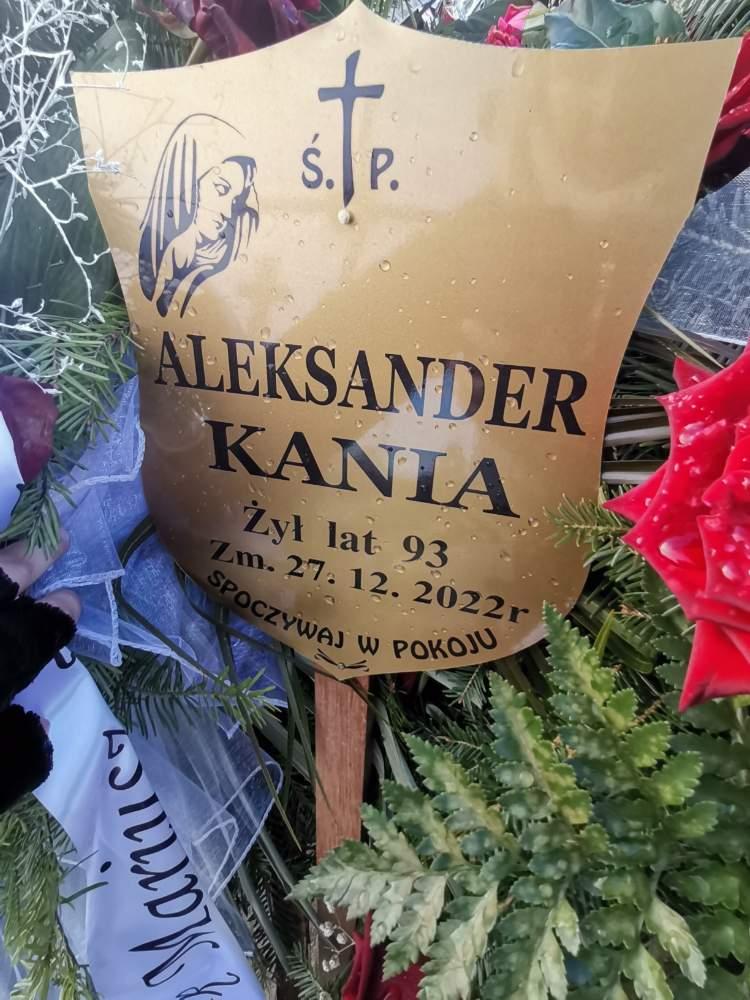 Ś. P.
ALEKSANDER
KANIA
Żył lat 93
Zm. 27. 12. 2022r
SPOCZYWAJ W POKOJU